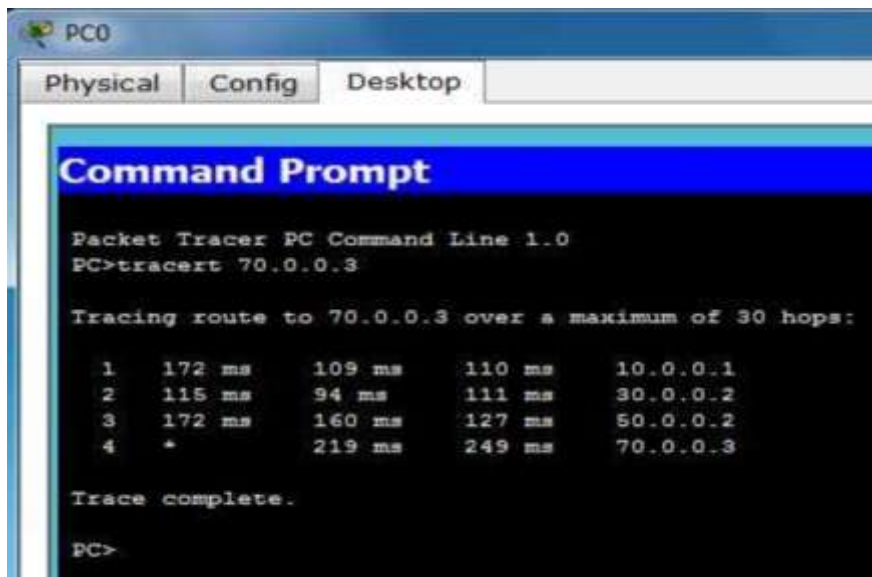 PC0
Physical Config Desktop
Command Prompt
Packet Tracer PC Command Line 1.0
PC>tracert 70.0.0.3
Tracing route to 70.0.0.3 over a maximum of 30 hops:
1 172 ms 109 ms 110 ms 10.0.0.1
2 115 ms 94 ms 111 ms 30.0.0.2
3 172 ms 160 ms 127 ms 50.0.0.2
4 * 219 ms 249 ms 70.0.0.3
Trace complete.
PC>